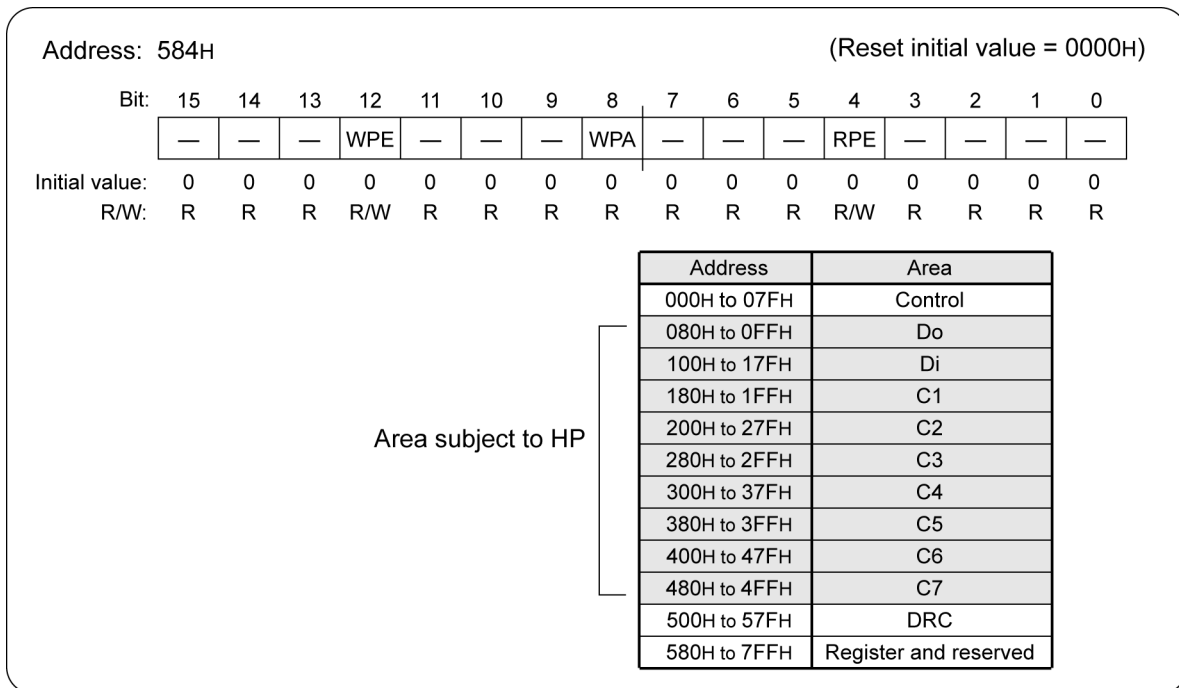 Address: 584H (Reset initial value = 0000H)
Bit: 15 14 13 12 11 10 9 8 7 6 5 4 3 2 1 0
— — — WPE — — — WPA — — — RPE — — — —
Initial value: 0 0 0 0 0 0 0 0 0 0 0 0 0 0 0 0
R/W: R R R R/W R R R R R R R R/W R R R R
Address Area
000H to 07FH Control
080H to 0FFH Do
100H to 17FH Di
180H to 1FFH C1
200H to 27FH C2
Area subject to HP
280H to 2FFH C3
300H to 37FH C4
380H to 3FFH C5
400H to 47FH C6
480H to 4FFH C7
500H to 57FH DRC
580H to 7FFH Register and reserved